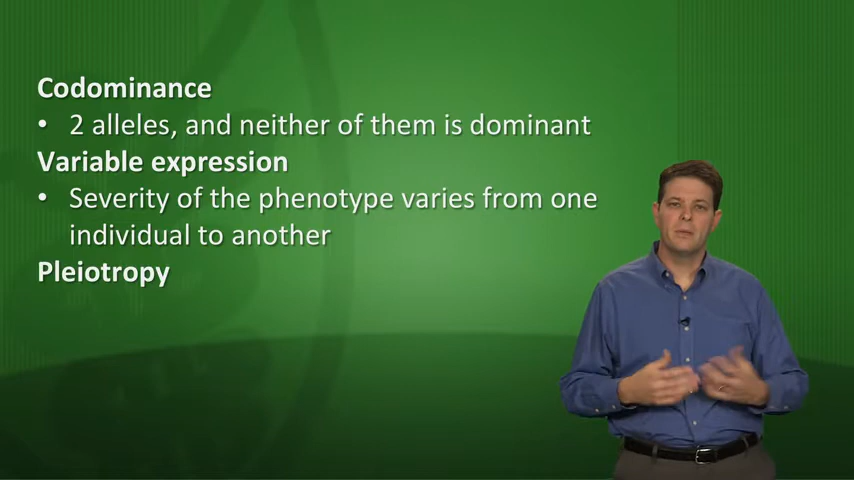 Codominance
• 2 alleles, and neither of them is dominant
Variable expression
• Severity of the phenotype varies from one
individual to another
Pleiotropy